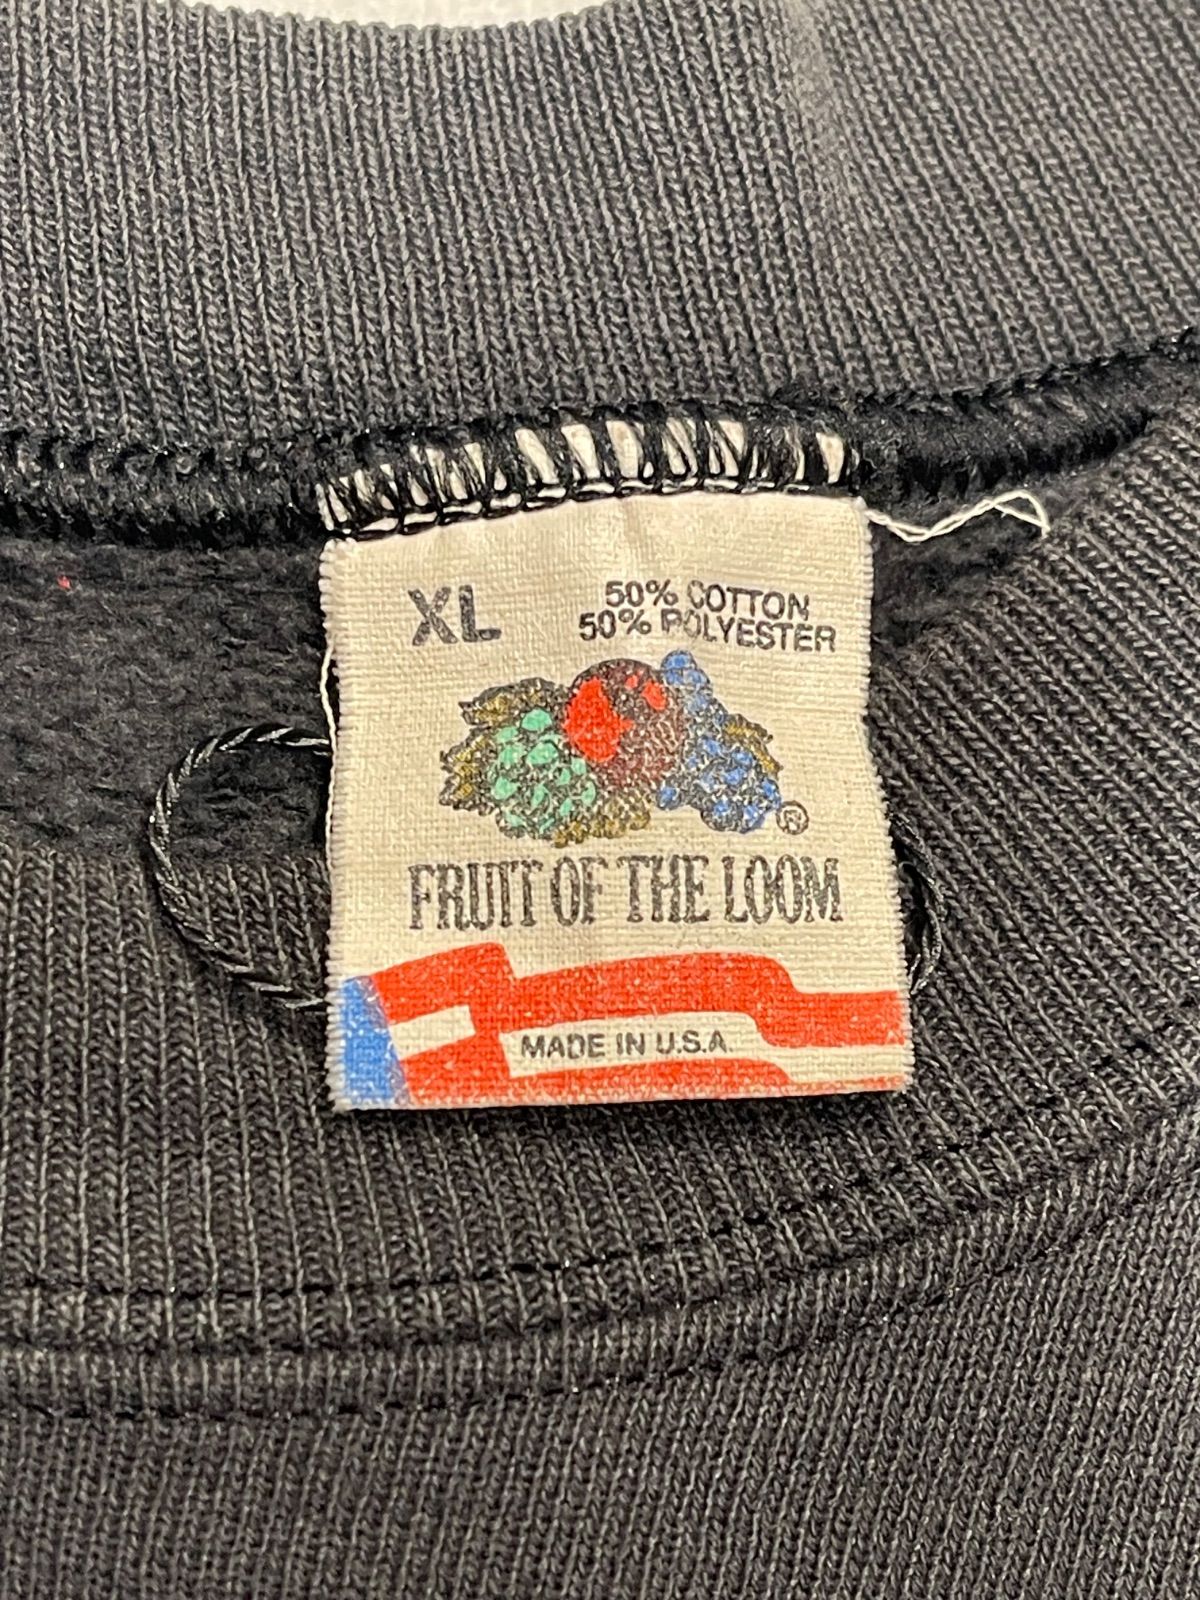 XL
50% COTTON
50% POLYESTER
®
FRUIT OF THE LOOM
MADE IN U.S.A.